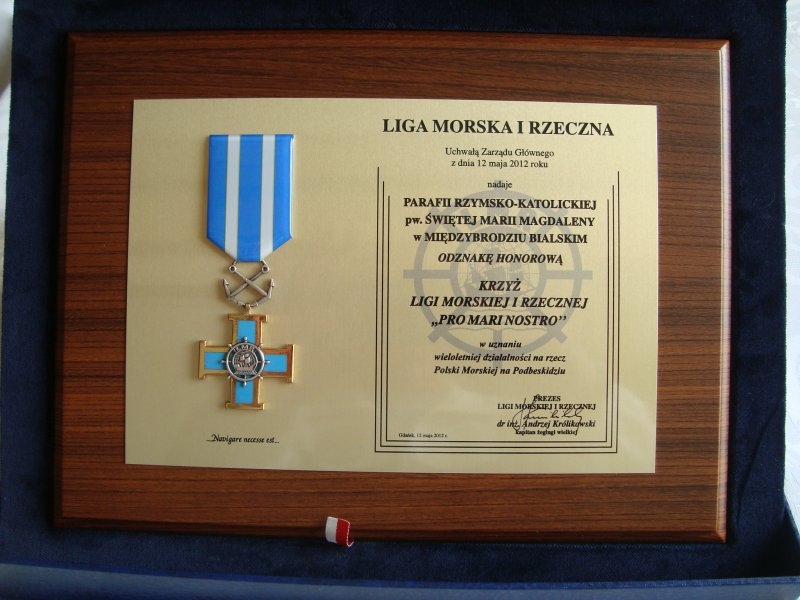 LIGA MORSKA I RZECZNA
Uchwałą Zarządu Głównego
z dnia 12 maja 2012 roku
nadaje
PARAFII RZYMSKO-KATOLICKIEJ
pw. ŚWIĘTEJ MARII MAGDALENY
w MIĘDZYBRODZIU BIALSKIM
ODZNAKĘ HONOROWĄ
KRZYŻ
LIGI MORSKIEJ I RZECZNEJ
„PRO MARI NOSTRO”
w uznaniu
wieloletniej działalności na rzecz
Polski Morskiej na Podbeskidziu
PREZES
LIGI MORSKIEJ I RZECZNEJ
dr inż. Andrzej Królikowski
kapitan żeglugi wielkiej
Gdańsk, 12 maja 2012 r.
...Navigare necesse est...